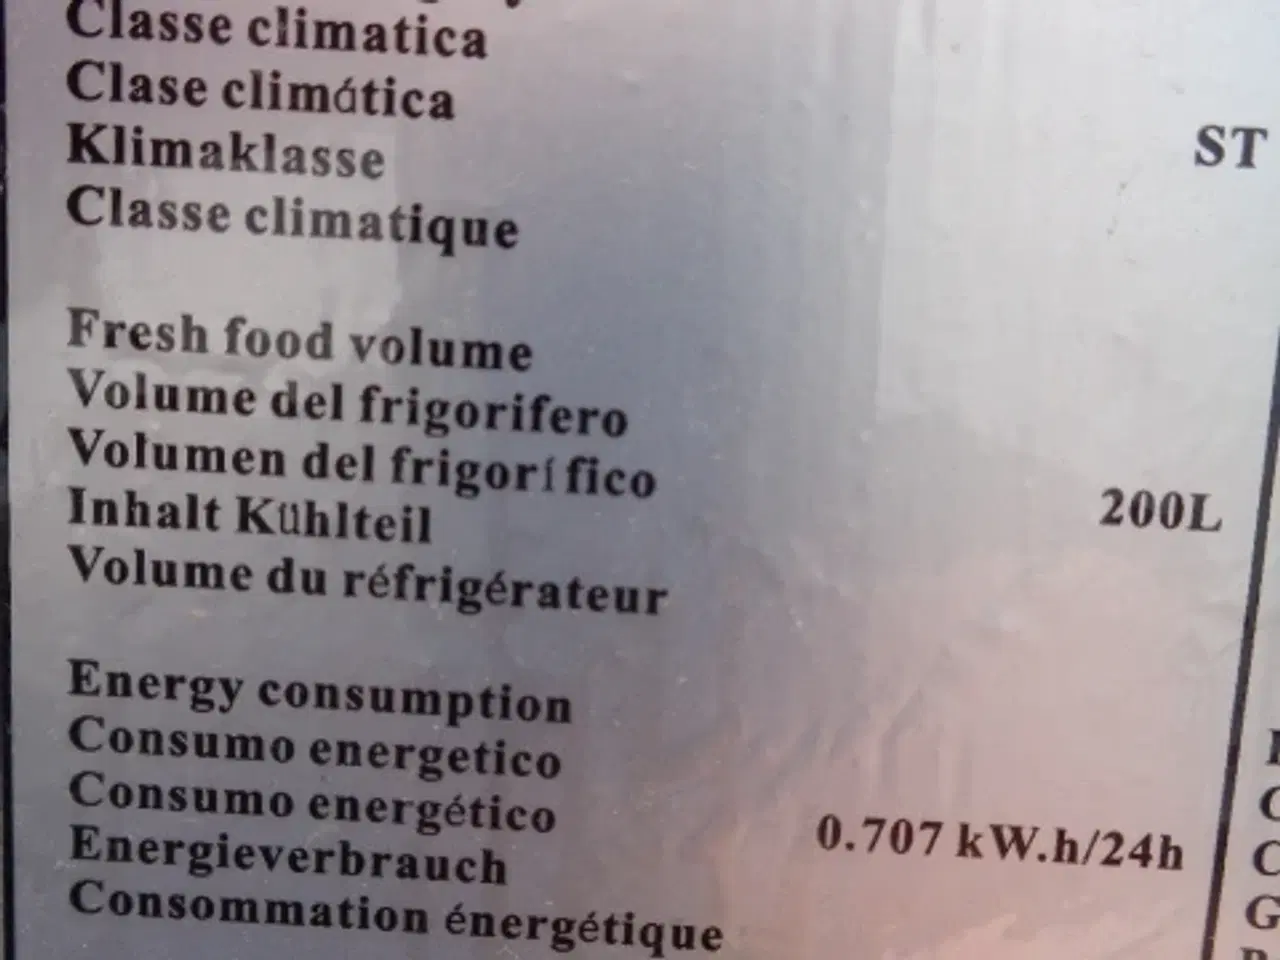 Classe climatica
Clase climática
Klimaklasse
ST
Classe climatique
Fresh food volume
Volume del frigorifero
Volumen del frigorífico
Inhalt Kühlteil
200L
Volume du réfrigérateur
Energy consumption
Consumo energetico
Consumo energético
Energieverbrauch
0.707 kW.h/24h
Consommation énergétique